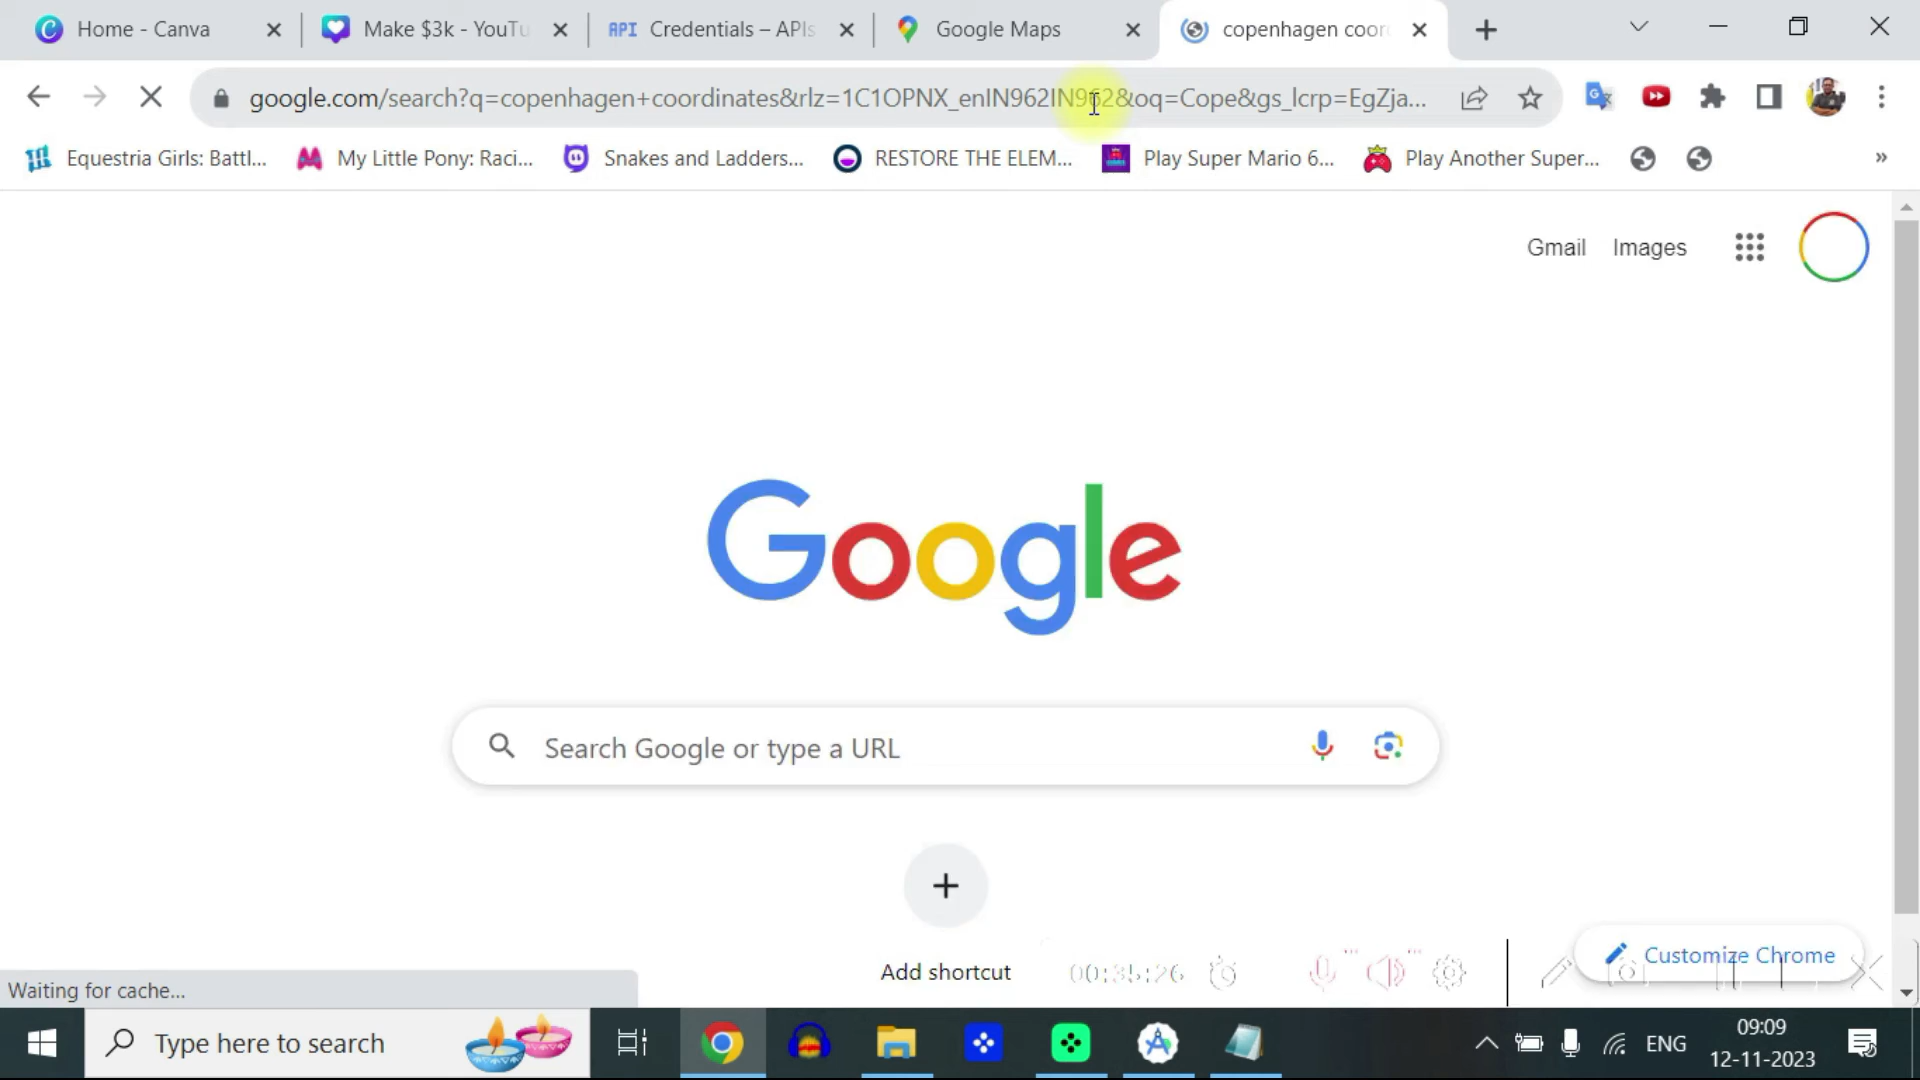 Home - Canva
Make $3k - YouTu
API
Credentials – APIs
Google Maps
copenhagen coor
google.com/search?q=copenhagen+coordinates&rlz=1C1OPNX_enIN962IN962&oq=Cope&gs_lcrp=EgZja...
Equestria Girls: Battl...
My Little Pony: Raci...
Snakes and Ladders...
RESTORE THE ELEM...
Play Super Mario 6...
Play Another Super...
»
Gmail
Images
Google
Search Google or type a URL
Add shortcut
00:35:26
Customize Chrome
Waiting for cache...
Type here to search
ENG
09:09
12-11-2023